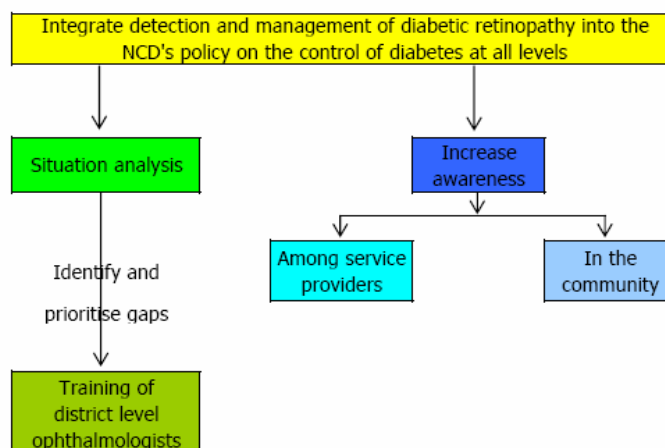 Integrate detection and management of diabetic retinopathy into the
NCD's policy on the control of diabetes at all levels
Situation analysis
Increase
awareness
Among service
providers
In the
community
Identify and
prioritise gaps
Training of
district level
ophthalmologists